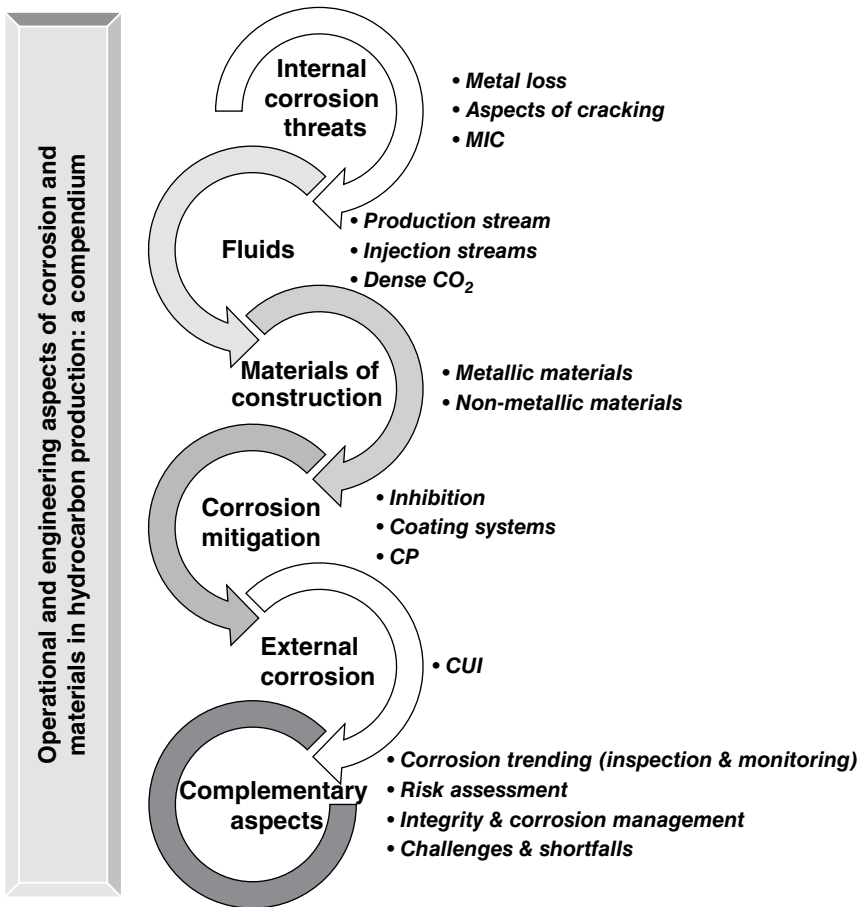 Operational and engineering aspects of corrosion and
materials in hydrocarbon production: a compendium
Internal
corrosion
threats
• Metal loss
• Aspects of cracking
• MIC
Fluids
• Production stream
• Injection streams
• Dense CO₂
Materials of
construction
• Metallic materials
• Non-metallic materials
Corrosion
mitigation
• Inhibition
• Coating systems
• CP
External
corrosion
• CUI
Complementary
aspects
• Corrosion trending (inspection & monitoring)
• Risk assessment
• Integrity & corrosion management
• Challenges & shortfalls